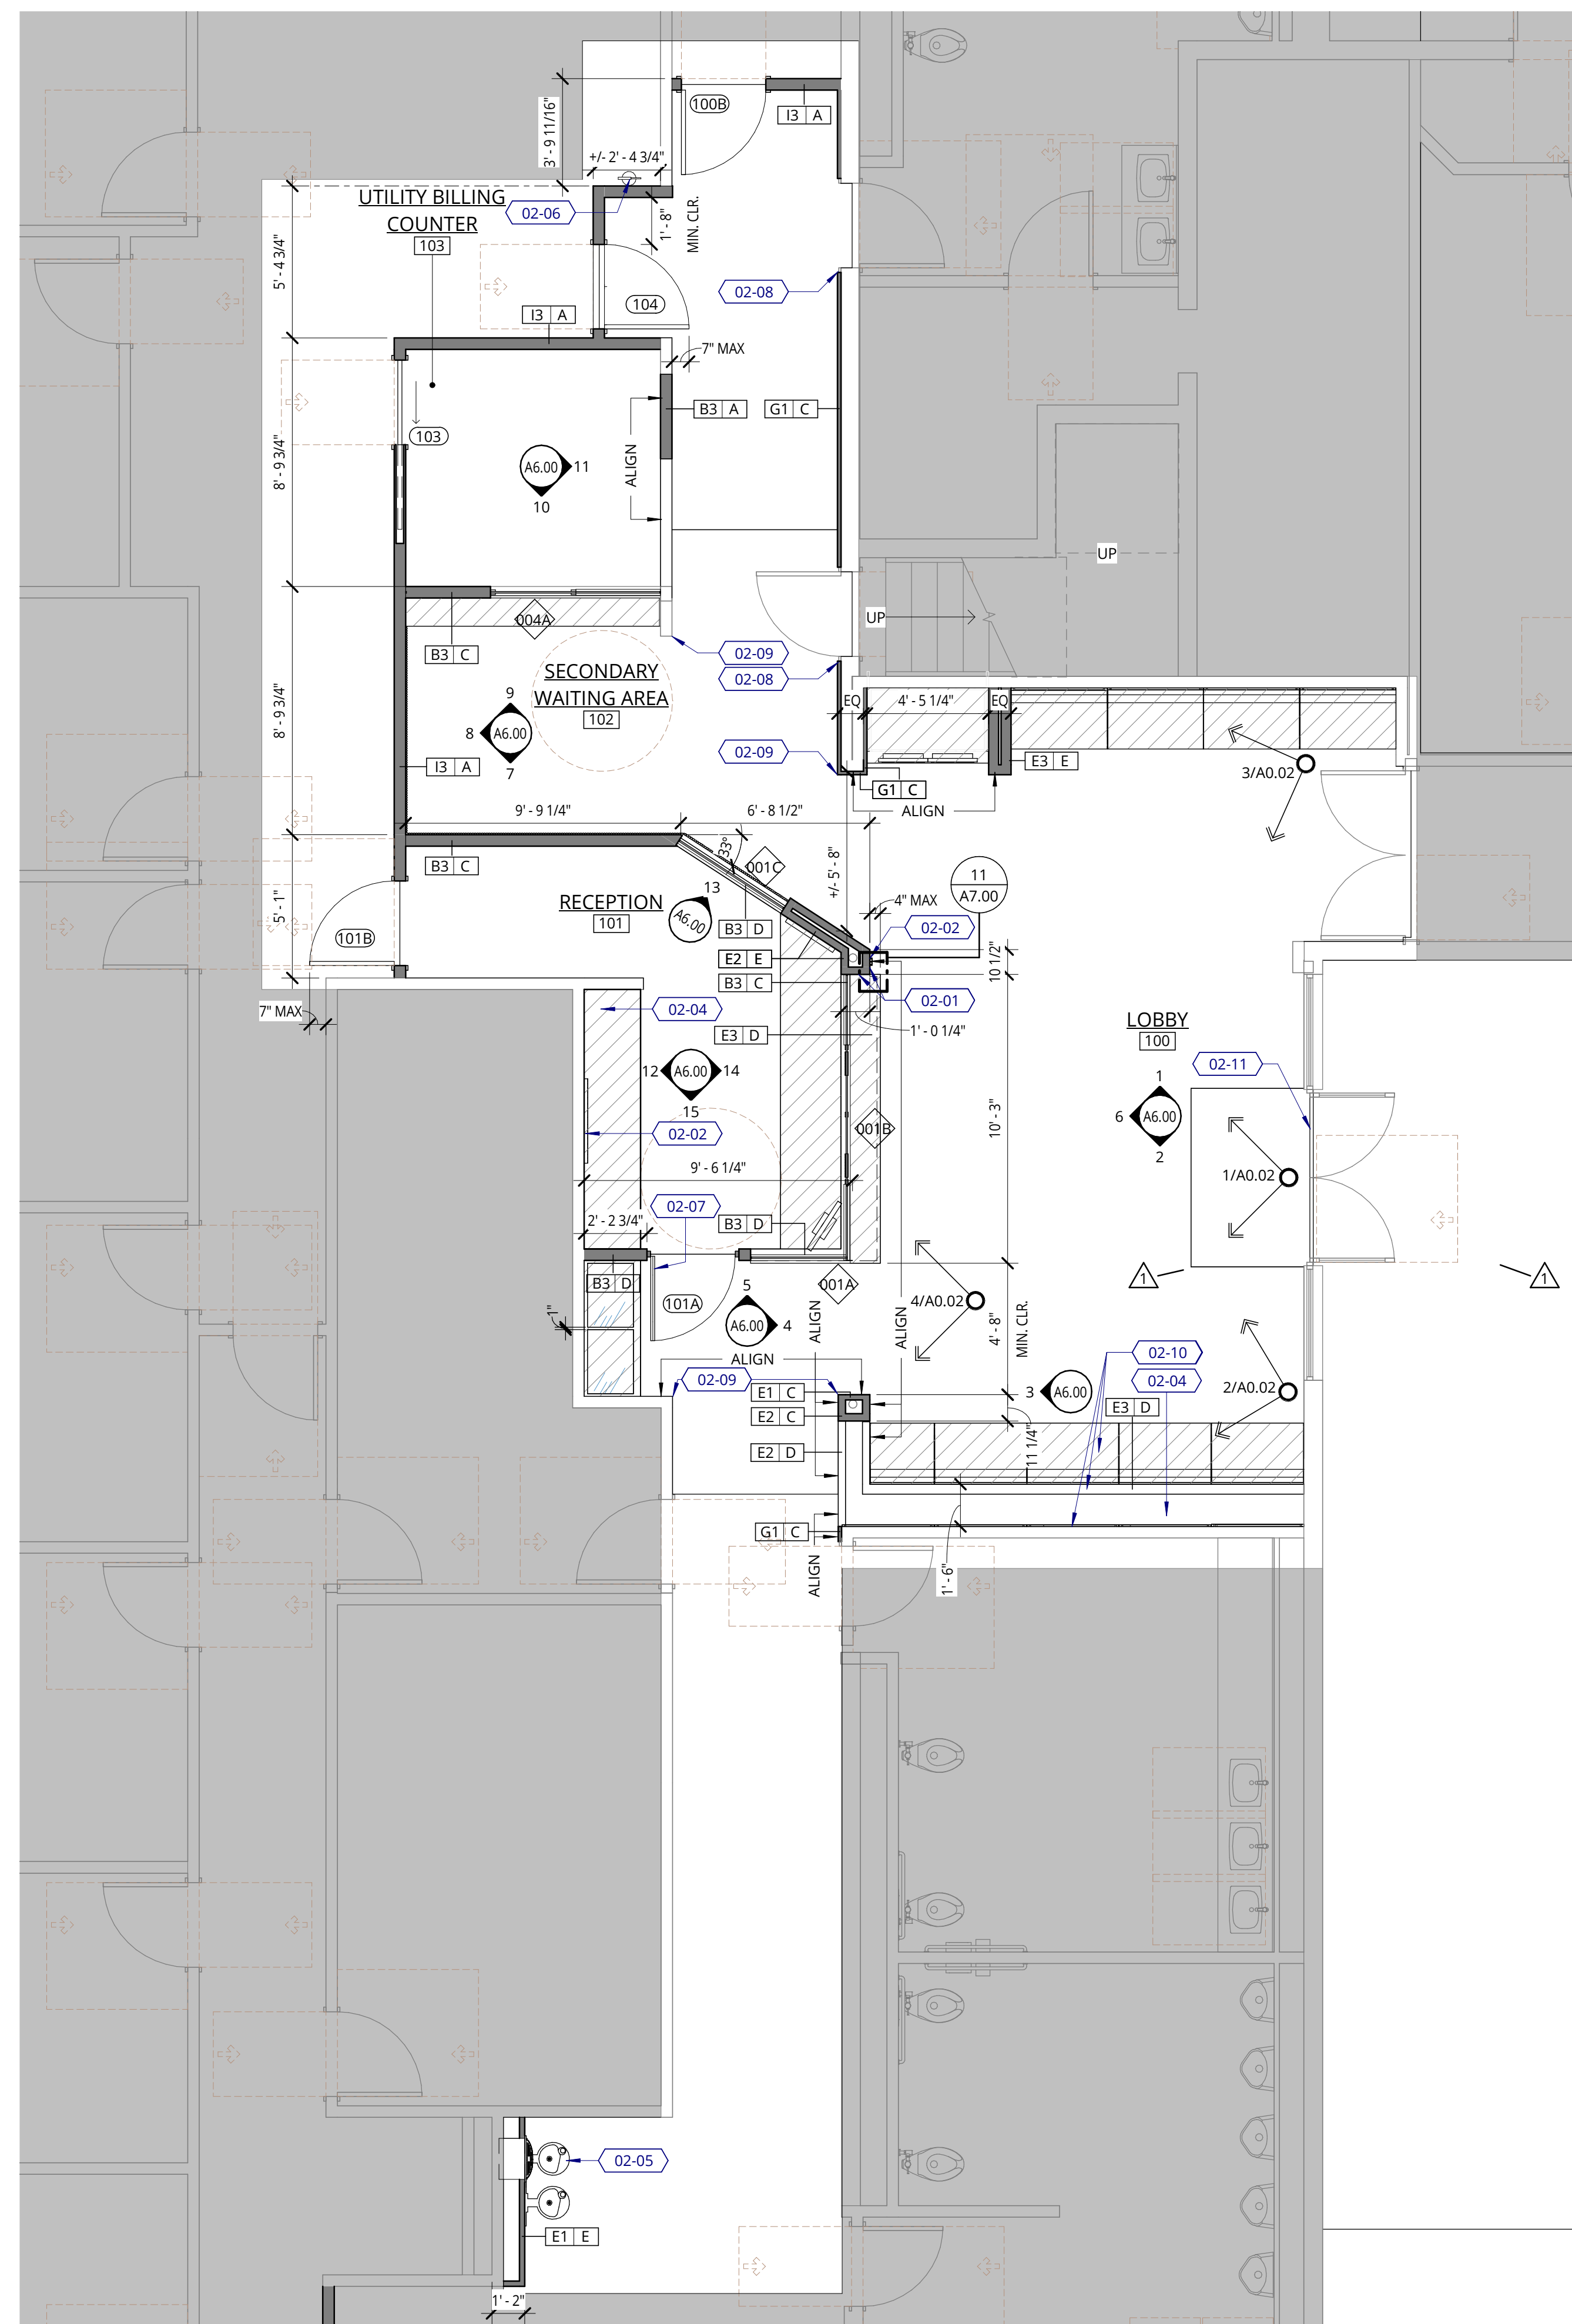 100B
I3 A
3' - 9 11/16"
+/- 2' - 4 3/4"
UTILITY BILLING
COUNTER
103
02-06
1' - 8"
MIN. CLR.
5' - 4 3/4"
104
02-08
I3 A
7" MAX
B3 A
G1 C
103
ALIGN
8' - 9 3/4"
A6.00
11
10
UP
UP
004A
B3 C
02-09
02-08
SECONDARY
WAITING AREA
102
9
8
A6.00
7
EQ
4' - 5 1/4"
EQ
8' - 9 3/4"
02-09
I3 A
E3 E
3/A0.02
G1 C
ALIGN
9' - 9 1/4"
6' - 8 1/2"
33°
001C
B3 C
+/- 5' - 8"
11
A7.00
RECEPTION
101
13
A6.00
4" MAX
5' - 1"
101B
B3 D
02-02
E2 E
10 1/2"
B3 C
02-01
7" MAX
02-04
E3 D
1' - 0 1/4"
LOBBY
100
02-11
12
A6.00
14
15
1
6
A6.00
2
10' - 3"
001B
02-02
9' - 6 1/4"
1/A0.02
02-07
2' - 2 3/4"
B3 D
B3 D
001A
1
1
101A
5
A6.00
4
4/A0.02
1"
ALIGN
ALIGN
4' - 8"
MIN. CLR.
ALIGN
02-10
02-09
02-04
E1 C
3
A6.00
2/A0.02
E2 C
E3 D
E2 D
11 1/4"
G1 C
ALIGN
1' - 6"
02-05
E1 E
1' - 2"